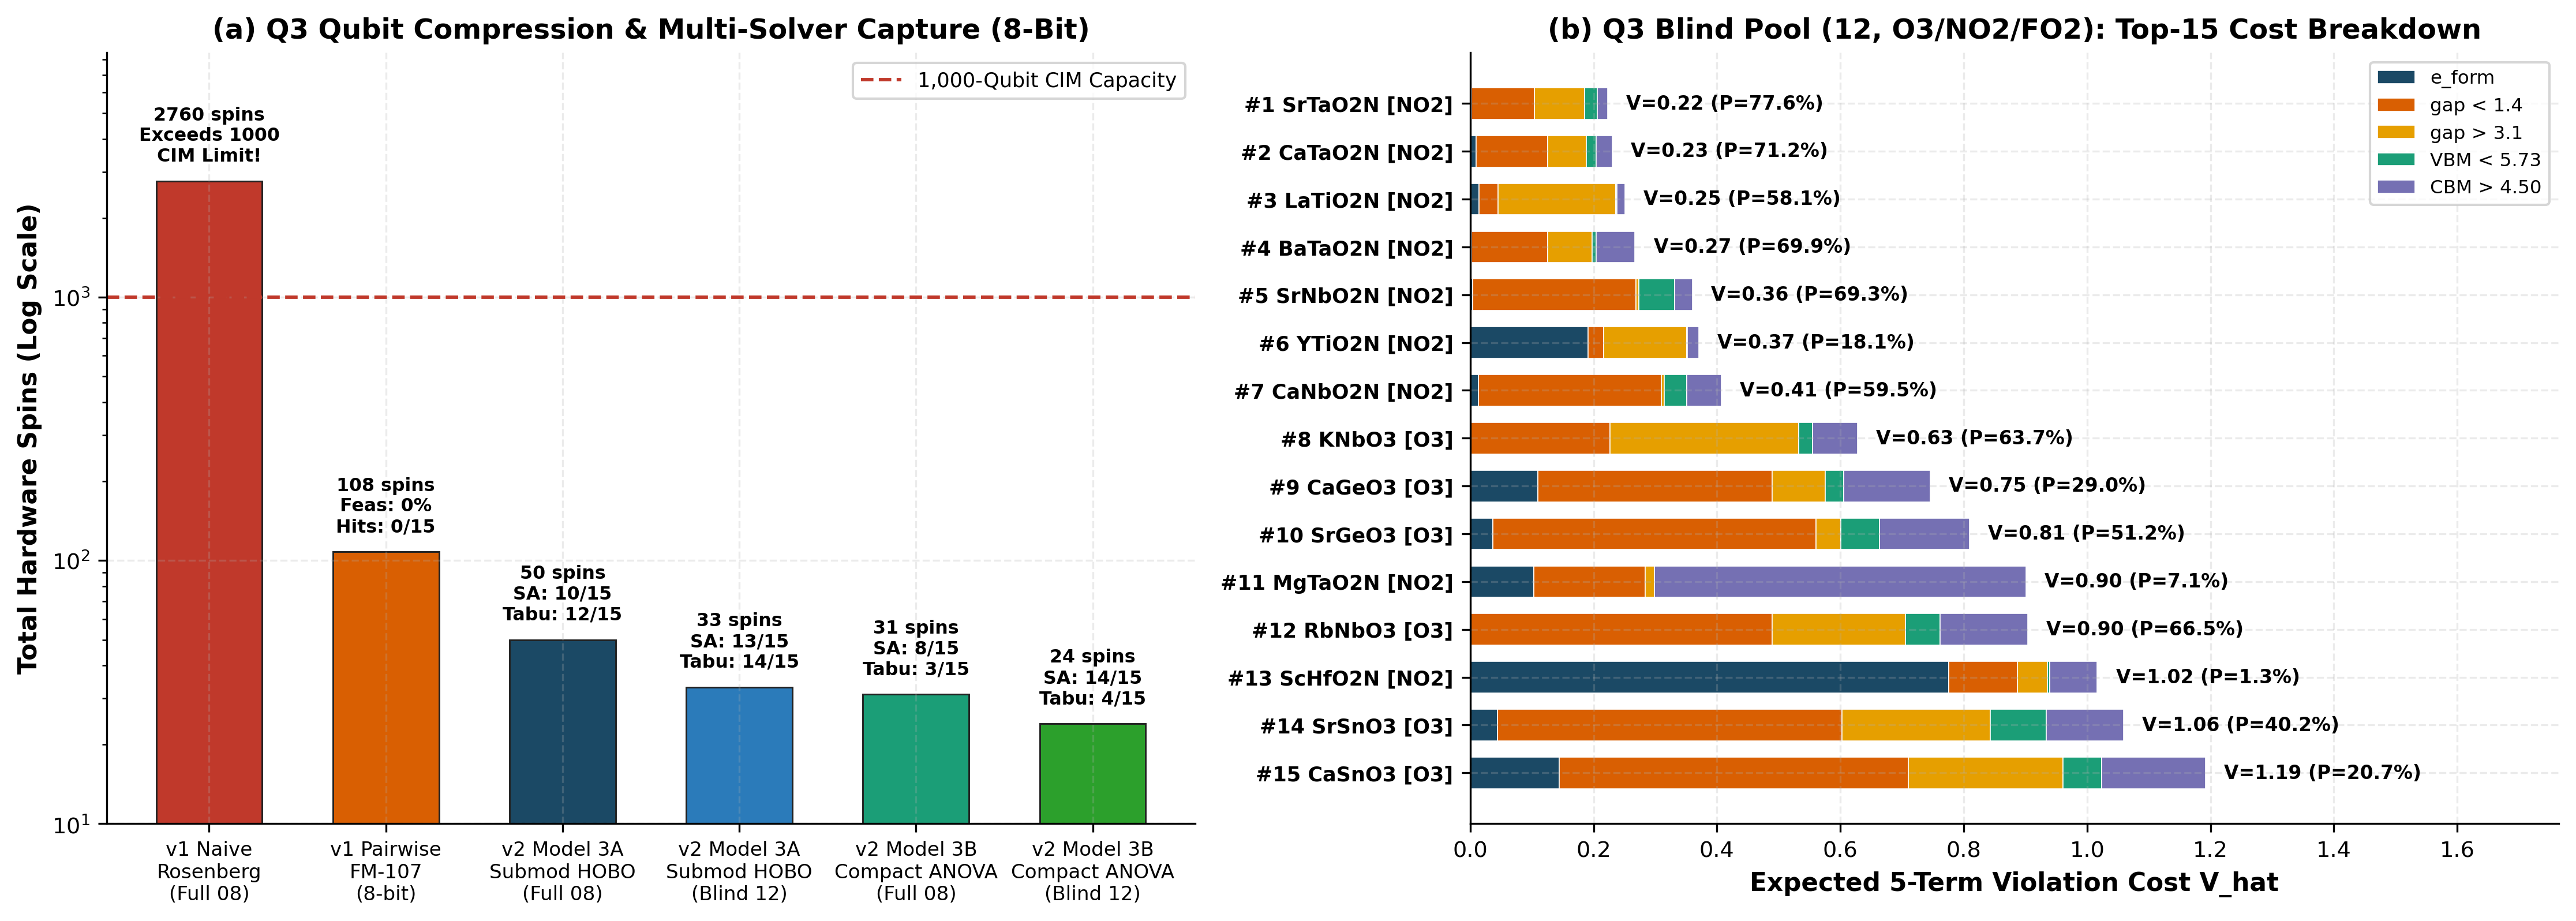 (a) Q3 Qubit Compression & Multi-Solver Capture (8-Bit)
1,000-Qubit CIM Capacity
Total Hardware Spins (Log Scale)
10³
10²
10¹
2760 spins
Exceeds 1000
CIM Limit!
108 spins
Feas: 0%
Hits: 0/15
50 spins
SA: 10/15
Tabu: 12/15
33 spins
SA: 13/15
Tabu: 14/15
31 spins
SA: 8/15
Tabu: 3/15
24 spins
SA: 14/15
Tabu: 4/15
v1 Naive
Rosenberg
(Full 08)
v1 Pairwise
FM-107
(8-bit)
v2 Model 3A
Submod HOBO
(Full 08)
v2 Model 3A
Submod HOBO
(Blind 12)
v2 Model 3B
Compact ANOVA
(Full 08)
v2 Model 3B
Compact ANOVA
(Blind 12)
(b) Q3 Blind Pool (12, O3/NO2/FO2): Top-15 Cost Breakdown
e_form
gap < 1.4
gap > 3.1
VBM < 5.73
CBM > 4.50
#1 SrTaO2N [NO2] V=0.22 (P=77.6%)
#2 CaTaO2N [NO2] V=0.23 (P=71.2%)
#3 LaTiO2N [NO2] V=0.25 (P=58.1%)
#4 BaTaO2N [NO2] V=0.27 (P=69.9%)
#5 SrNbO2N [NO2] V=0.36 (P=69.3%)
#6 YTiO2N [NO2] V=0.37 (P=18.1%)
#7 CaNbO2N [NO2] V=0.41 (P=59.5%)
#8 KNbO3 [O3] V=0.63 (P=63.7%)
#9 CaGeO3 [O3] V=0.75 (P=29.0%)
#10 SrGeO3 [O3] V=0.81 (P=51.2%)
#11 MgTaO2N [NO2] V=0.90 (P=7.1%)
#12 RbNbO3 [O3] V=0.90 (P=66.5%)
#13 ScHfO2N [NO2] V=1.02 (P=1.3%)
#14 SrSnO3 [O3] V=1.06 (P=40.2%)
#15 CaSnO3 [O3] V=1.19 (P=20.7%)
0.0 0.2 0.4 0.6 0.8 1.0 1.2 1.4 1.6
Expected 5-Term Violation Cost V_hat